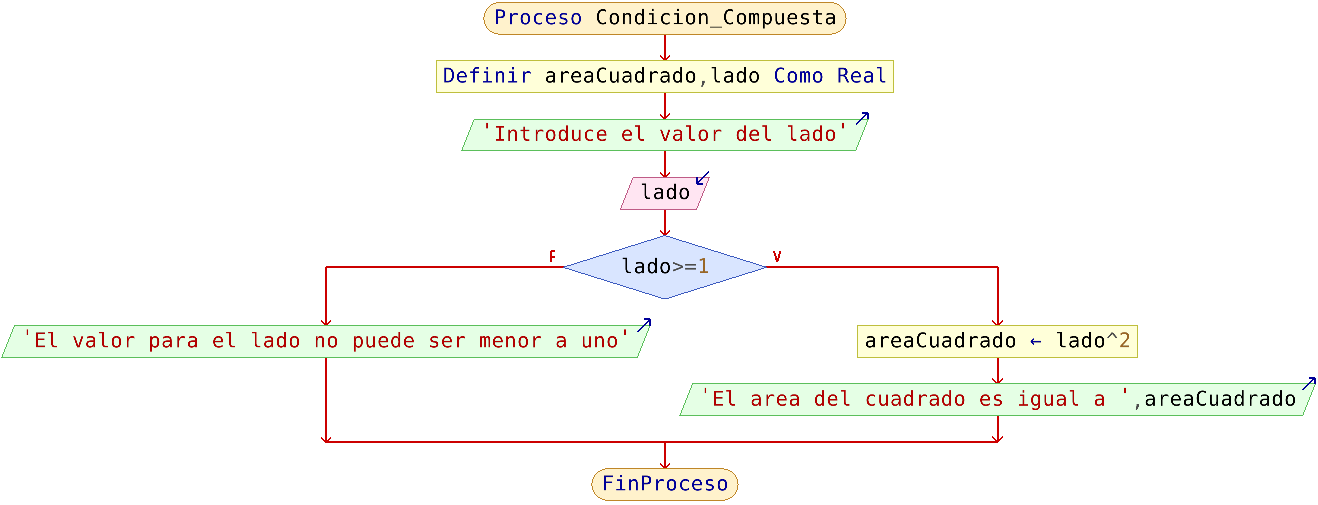 Proceso Condicion_Compuesta
Definir areaCuadrado,lado Como Real
'Introduce el valor del lado'
lado
F
lado>=1
V
'El valor para el lado no puede ser menor a uno'
areaCuadrado ← lado^2
'El area del cuadrado es igual a ',areaCuadrado
FinProceso